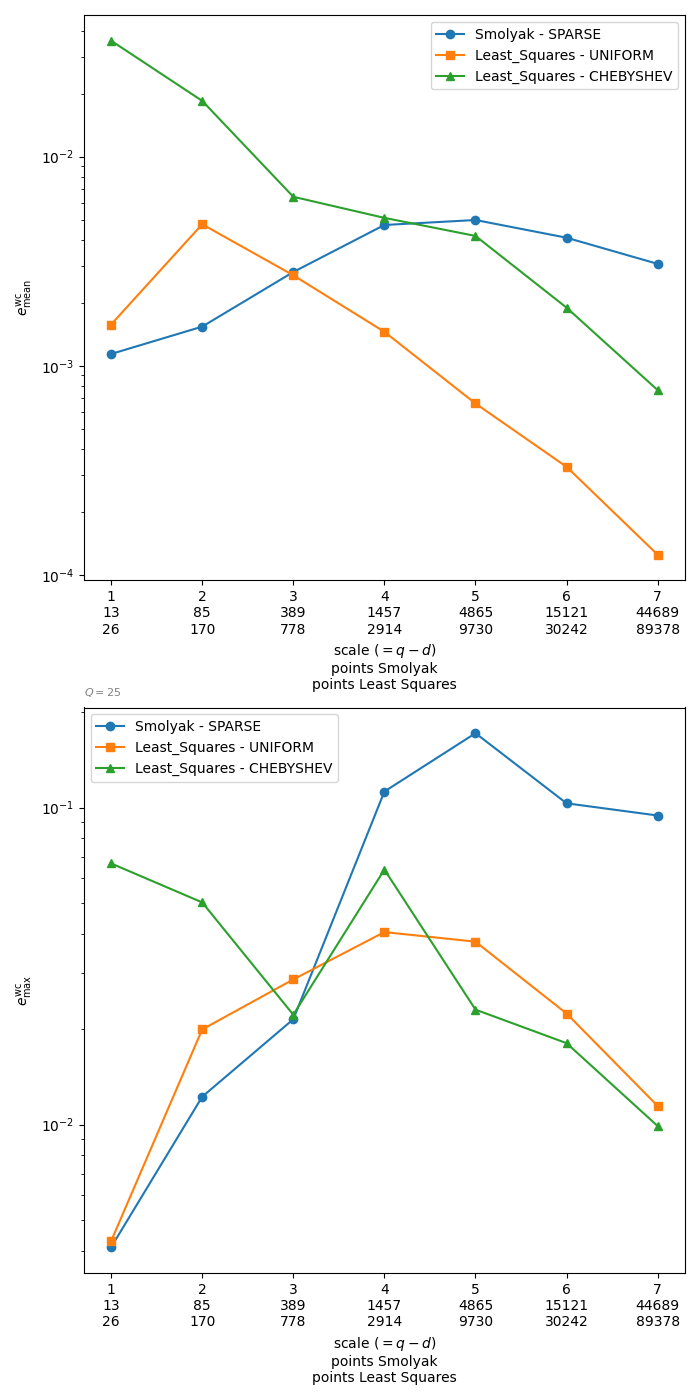 Smolyak - SPARSE
Least_Squares - UNIFORM
Least_Squares - CHEBYSHEV
10^{-2}
10^{-3}
10^{-4}
e^{wc}_{mean}
1 2 3 4 5 6 7
13 85 389 1457 4865 15121 44689
26 170 778 2914 9730 30242 89378
scale (= q − d)
points Smolyak
points Least Squares
Q = 25
Smolyak - SPARSE
Least_Squares - UNIFORM
Least_Squares - CHEBYSHEV
10^{-1}
10^{-2}
e^{wc}_{max}
1 2 3 4 5 6 7
13 85 389 1457 4865 15121 44689
26 170 778 2914 9730 30242 89378
scale (= q − d)
points Smolyak
points Least Squares